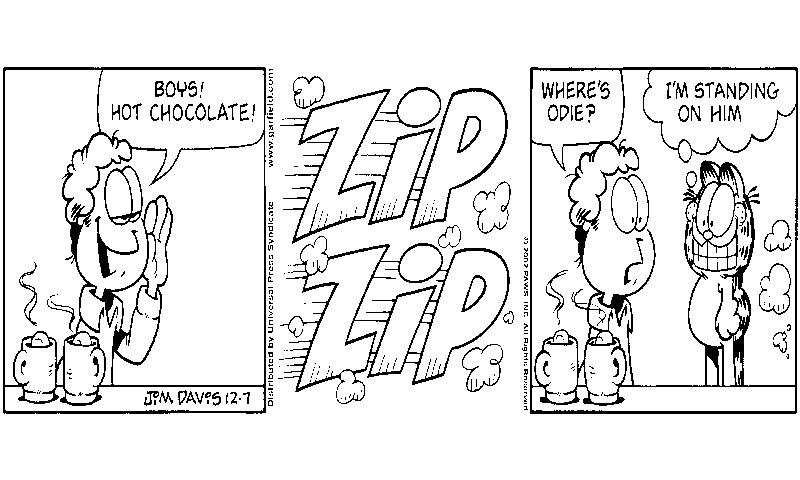 BOYS!
HOT CHOCOLATE!
JIM DAVIS 12-7
www.garfield.com
Distributed by Universal Press Syndicate
ZIP
ZIP
© 2002 PAWS, INC. All Rights Reserved
WHERE'S
ODIE?
I'M STANDING
ON HIM